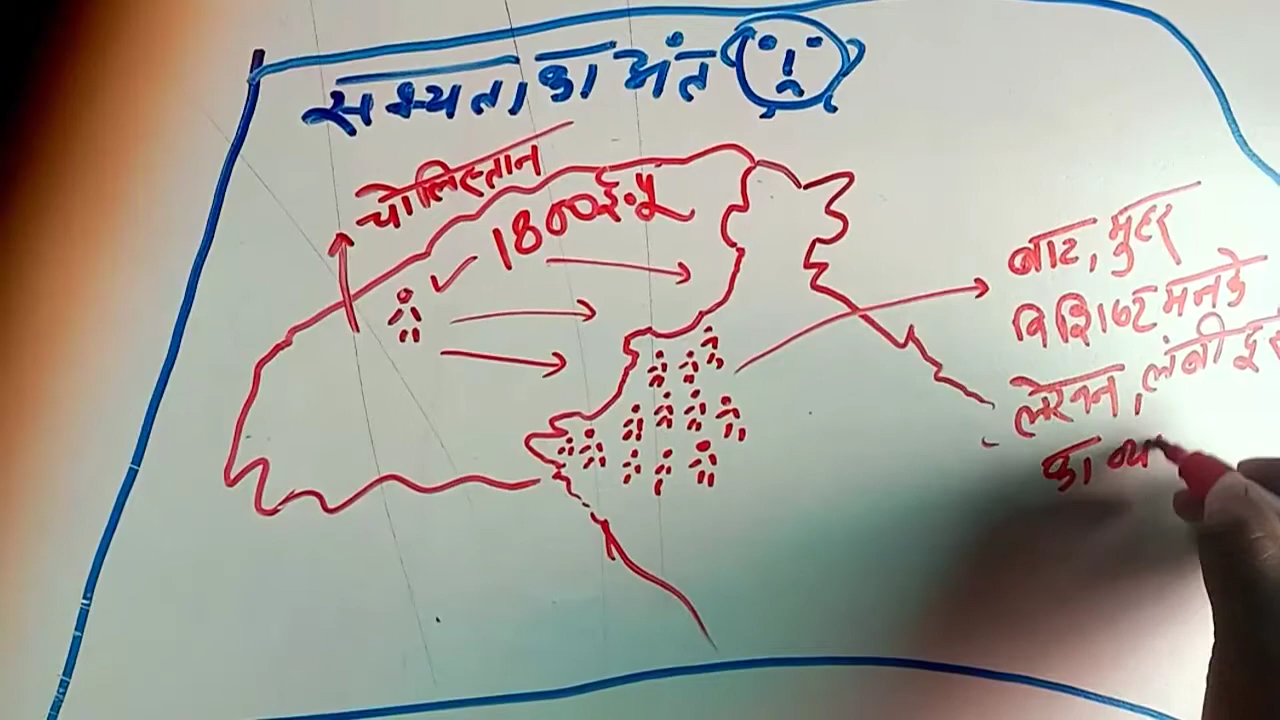 सभ्यता का अंत
चोलिस्तान
1800ई.पू
बाट, मुहर
विशिष्ट मनके
लेखन, लंबी दू
का व्य